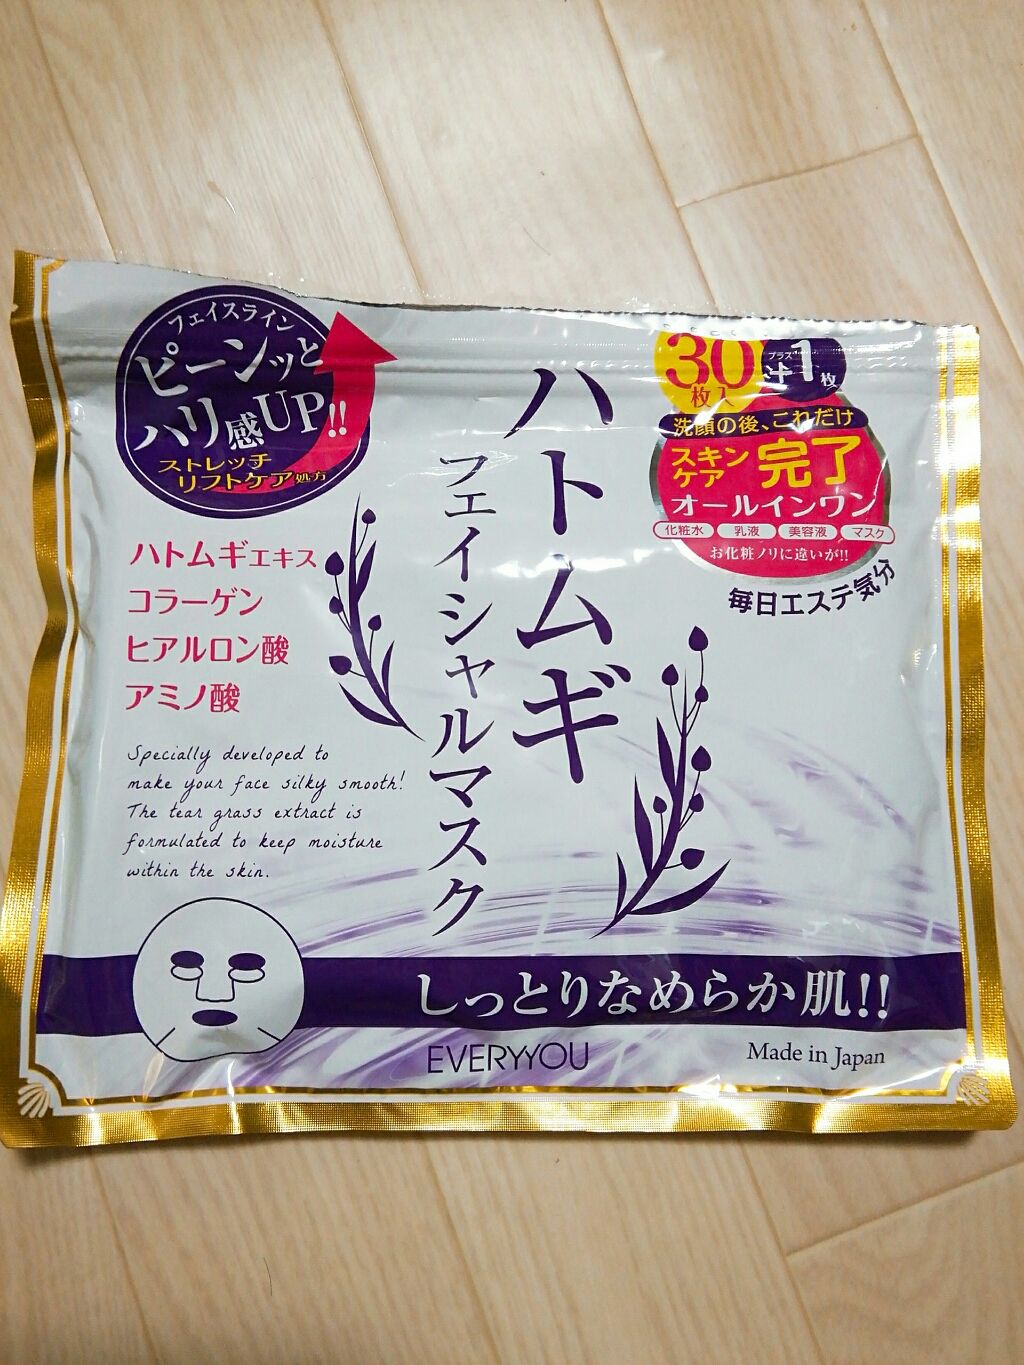 フェイスライン
ピーンッと
ハリ感UP!!
ストレッチ
リフトケア処方
30枚入
プラス+1枚
洗顔の後、これだけ
スキンケア完了
オールインワン
化粧水 乳液 美容液 マスク
お化粧ノリに違いが!!
毎日エステ気分
ハトムギ
フェイシャルマスク
ハトムギエキス
コラーゲン
ヒアルロン酸
アミノ酸
Specially developed to
make your face silky smooth!
The tear grass extract is
formulated to keep moisture
within the skin.
しっとりなめらか肌!!
EVERYYOU
Made in Japan